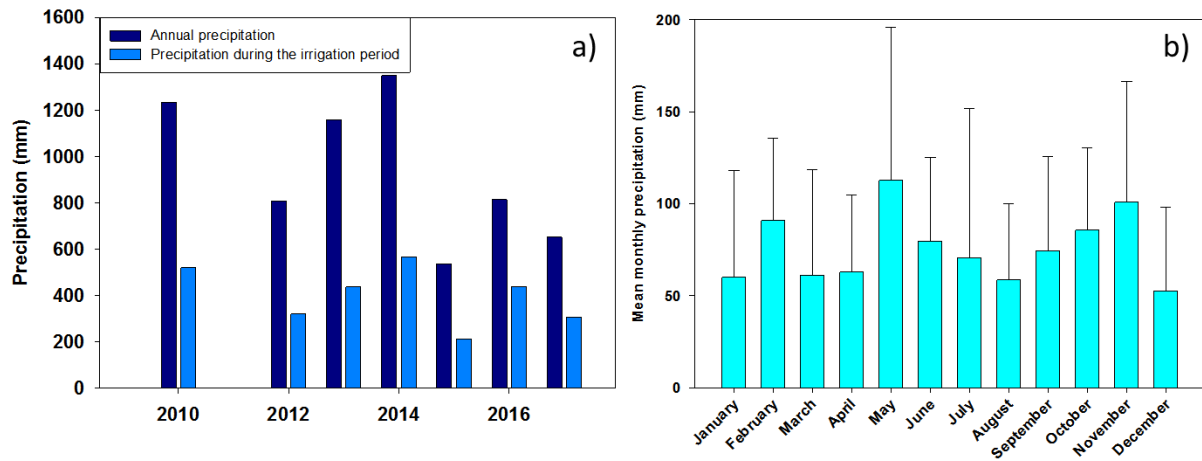 1600
1400
1200
1000
800
600
400
200
0
Precipitation (mm)
Annual precipitation
Precipitation during the irrigation period
a)
2010
2012
2014
2016
200
150
100
50
0
Mean monthly precipitation (mm)
b)
January
February
March
April
May
June
July
August
September
October
November
December